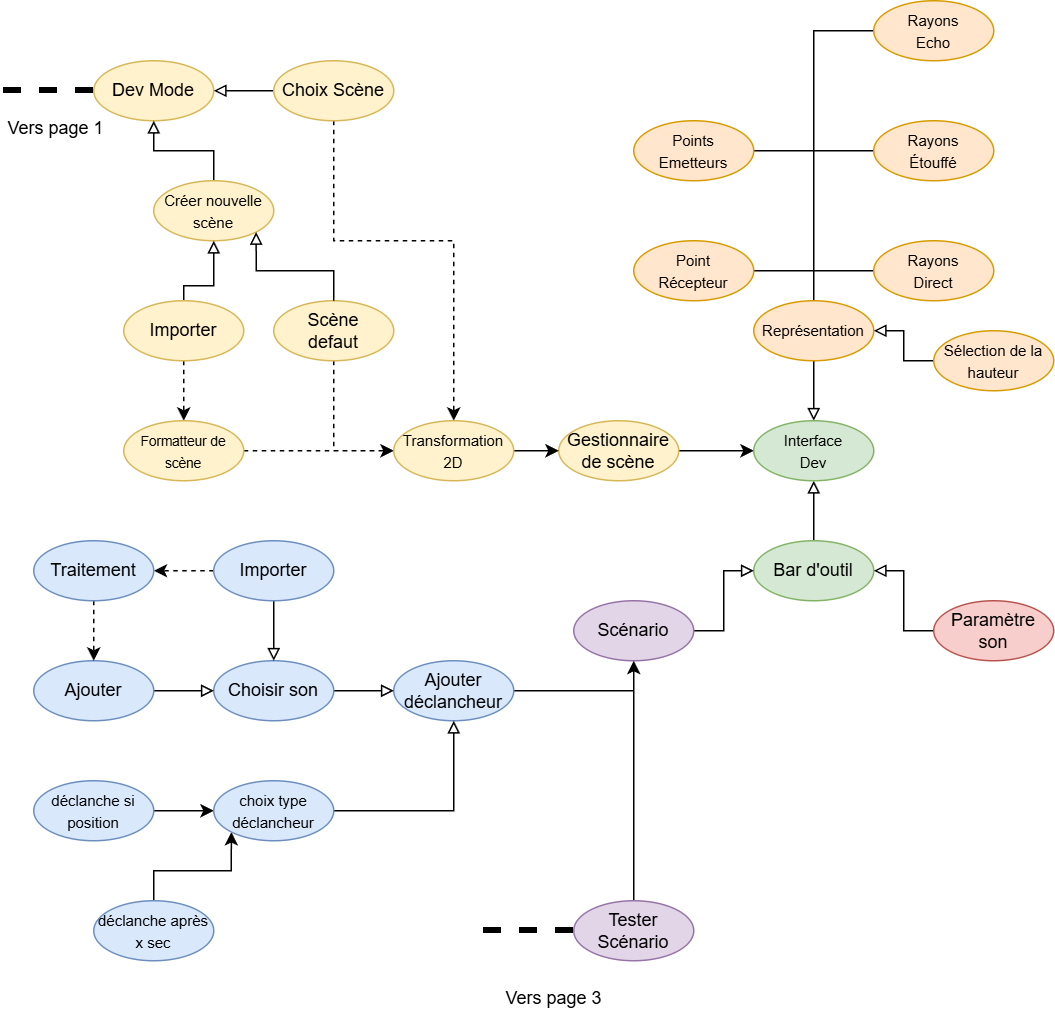 Rayons
Echo
Dev Mode
Choix Scène
Vers page 1
Points
Emetteurs
Rayons
Étouffé
Créer nouvelle
scène
Point
Récepteur
Rayons
Direct
Importer
Scène
defaut
Représentation
Sélection de la
hauteur
Formatteur de
scène
Transformation
2D
Gestionnaire
de scène
Interface
Dev
Traitement
Importer
Bar d'outil
Scénario
Paramètre
son
Ajouter
Choisir son
Ajouter
déclancheur
déclanche si
position
choix type
déclancheur
déclanche après
x sec
Tester
Scénario
Vers page 3